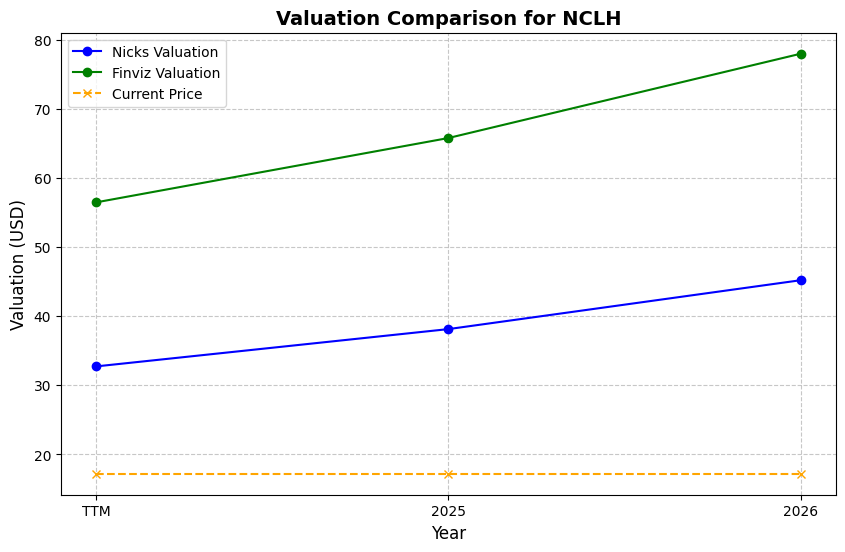 Valuation Comparison for NCLH
Nicks Valuation
Finviz Valuation
Current Price
Valuation (USD)
80
70
60
50
40
30
20
TTM
2025
2026
Year